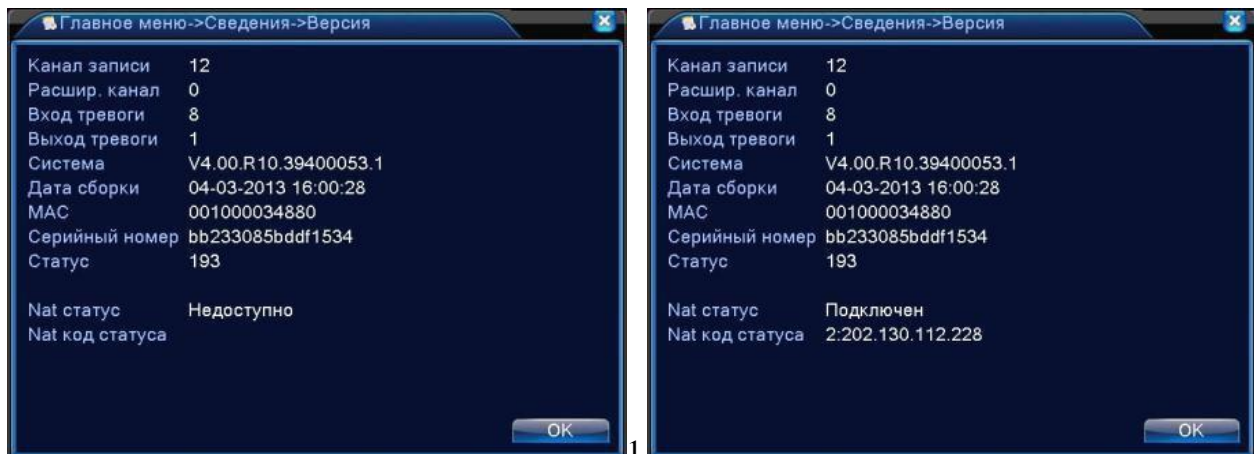 Главное меню->Сведения->Версия
Канал записи 12
Расшир. канал 0
Вход тревоги 8
Выход тревоги 1
Система V4.00.R10.39400053.1
Дата сборки 04-03-2013 16:00:28
MAC 001000034880
Серийный номер bb233085bddf1534
Статус 193
Nat статус Недоступно
Nat код статуса
OK
1
Главное меню->Сведения->Версия
Канал записи 12
Расшир. канал 0
Вход тревоги 8
Выход тревоги 1
Система V4.00.R10.39400053.1
Дата сборки 04-03-2013 16:00:28
MAC 001000034880
Серийный номер bb233085bddf1534
Статус 193
Nat статус Подключен
Nat код статуса 2:202.130.112.228
OK